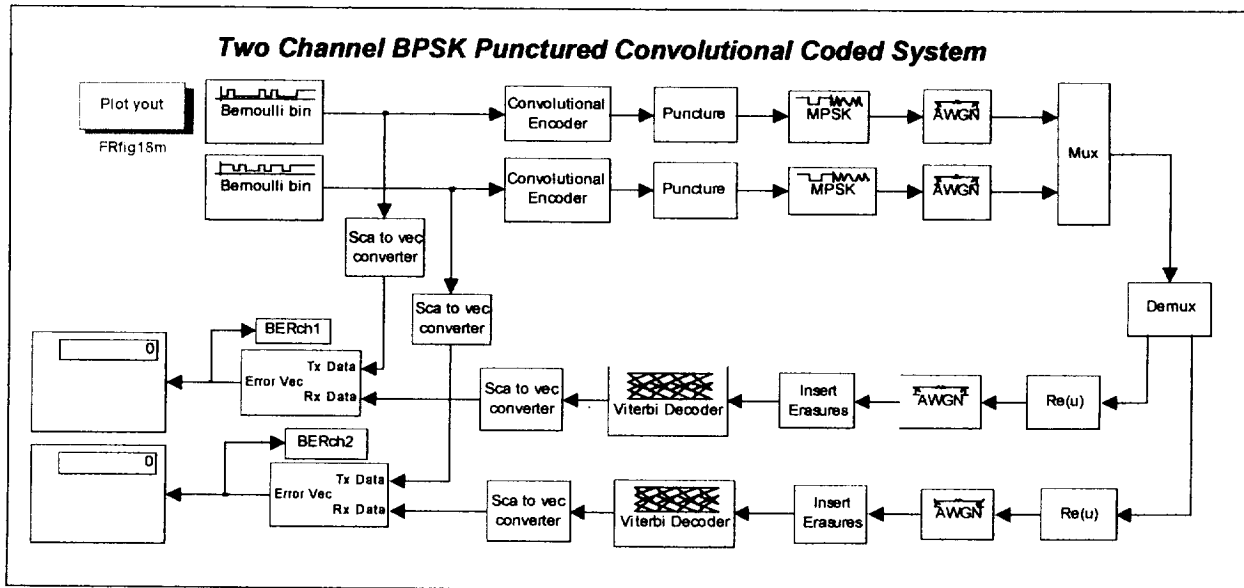 Two Channel BPSK Punctured Convolutional Coded System
Plot yout
FRfig18m
Bernoulli bin
Convolutional
Encoder
Puncture
MPSK
AWGN
Mux
Bernoulli bin
Convolutional
Encoder
Puncture
MPSK
AWGN
Sca to vec
converter
Sca to vec
converter
Demux
BERch1
0
Tx Data
Error Vec
Rx Data
Sca to vec
converter
Viterbi Decoder
Insert
Erasures
AWGN
Re(u)
BERch2
0
Tx Data
Error Vec
Rx Data
Sca to vec
converter
Viterbi Decoder
Insert
Erasures
AWGN
Re(u)